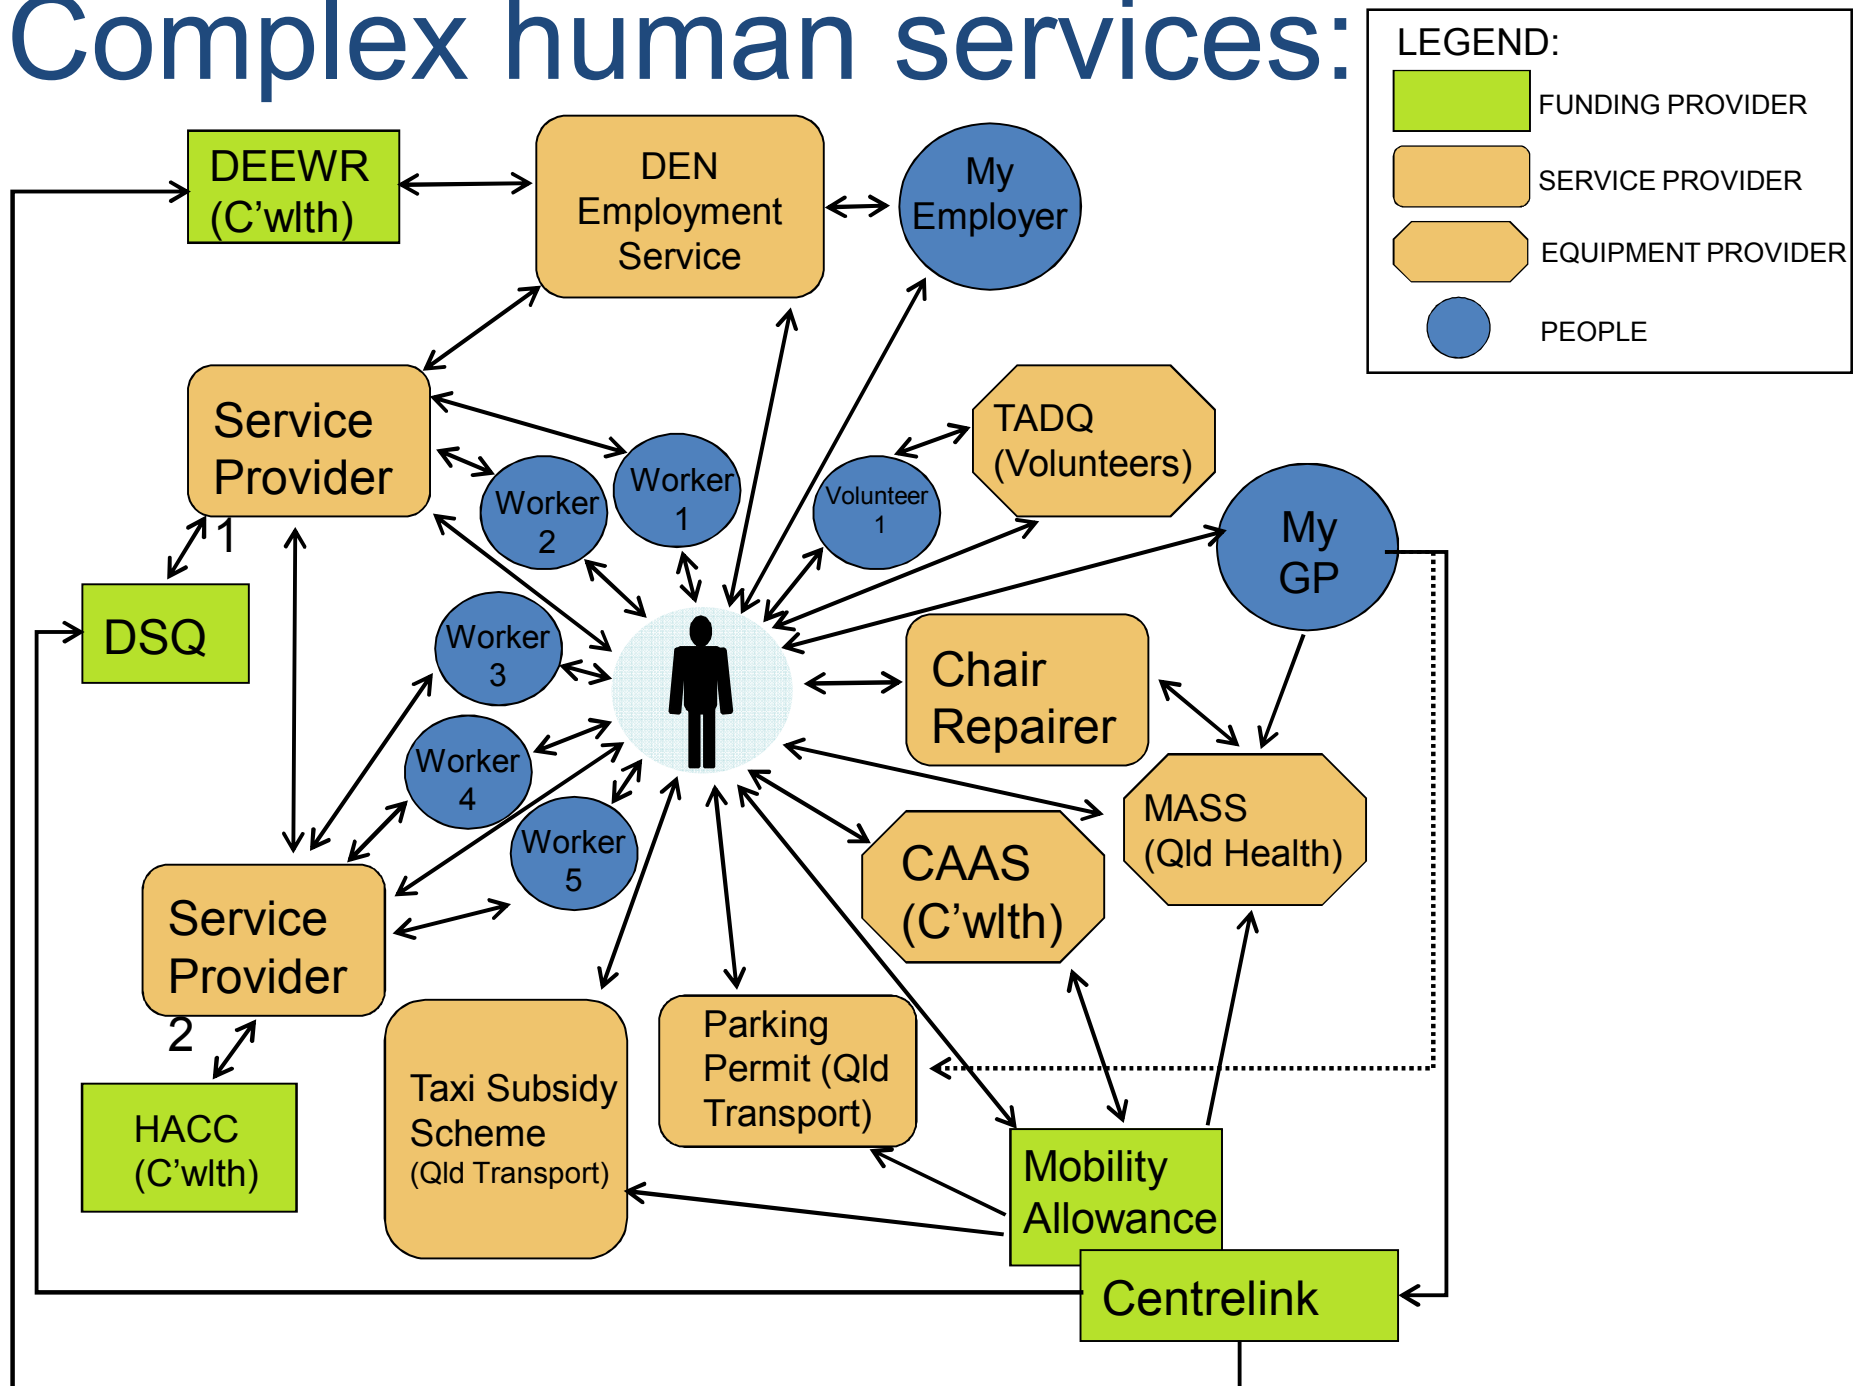 Complex human services:
LEGEND:
FUNDING PROVIDER
SERVICE PROVIDER
EQUIPMENT PROVIDER
PEOPLE
DEEWR
(C’wlth)
DEN
Employment
Service
My
Employer
Service
Provider
1
Worker
2
Worker
1
Volunteer
1
TADQ
(Volunteers)
My
GP
DSQ
Worker
3
Chair
Repairer
Worker
4
Worker
5
MASS
(Qld Health)
CAAS
(C’wlth)
Service
Provider
2
Taxi Subsidy
Scheme
(Qld Transport)
Parking
Permit (Qld
Transport)
HACC
(C’wlth)
Mobility
Allowance
Centrelink